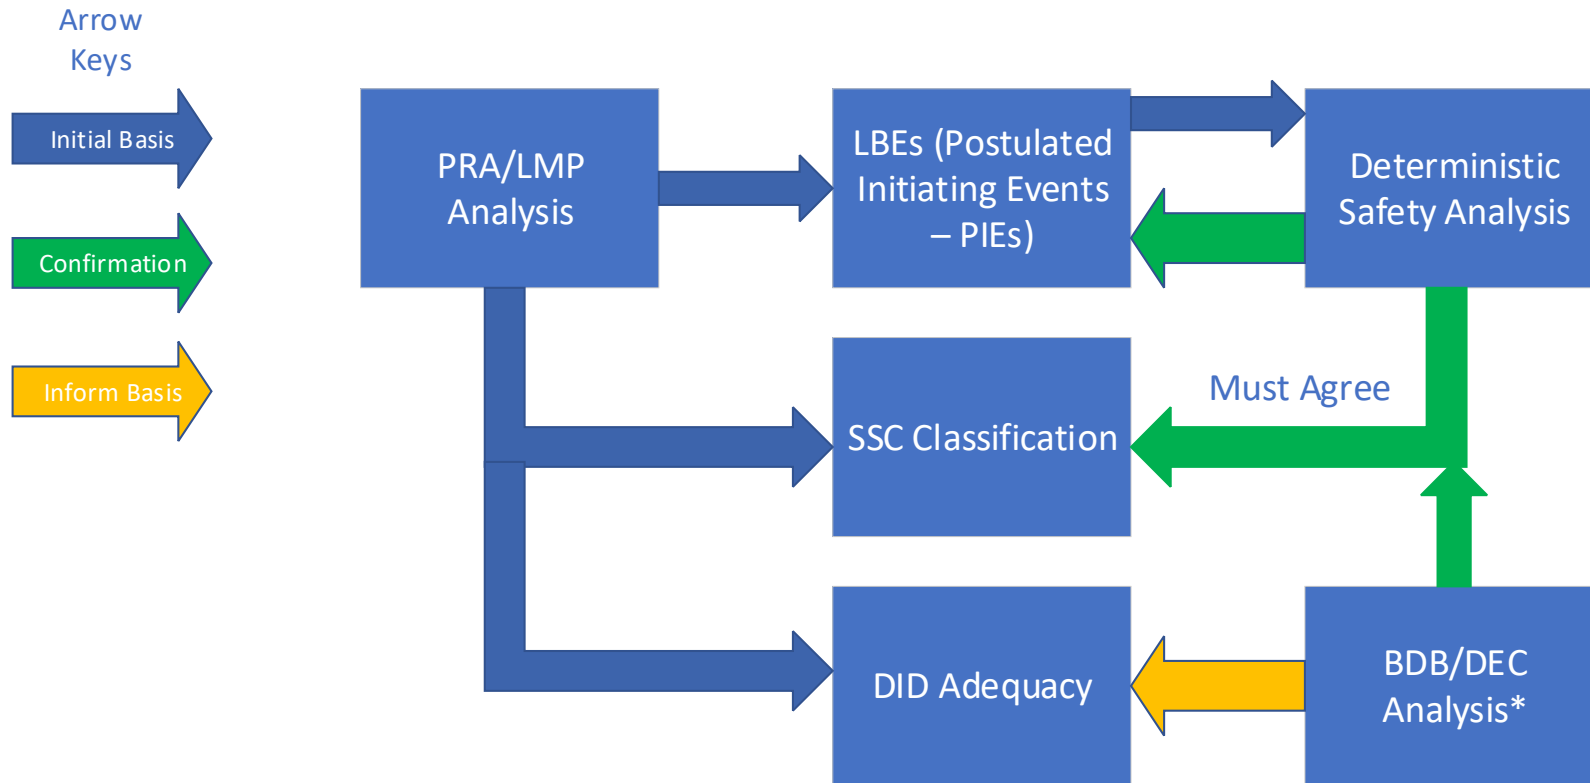 Arrow
Keys
Initial Basis
Confirmation
Inform Basis
PRA/LMP
Analysis
LBEs (Postulated
Initiating Events
– PIEs)
Deterministic
Safety Analysis
SSC Classification
Must Agree
DID Adequacy
BDB/DEC
Analysis*